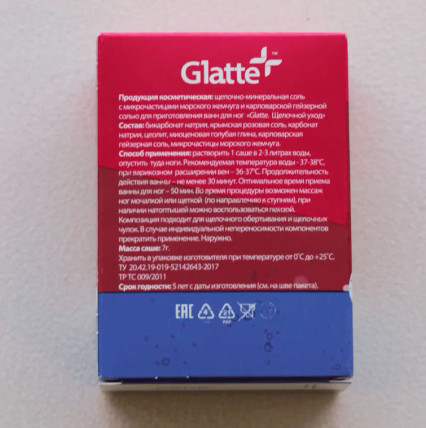 Glatte
Продукция косметическая: щелочно-минеральная соль
с микрочастицами морского жемчуга и карловарской гейзерной
солью для приготовления ванн для ног «Glatte. Щелочной уход»
Состав: бикарбонат натрия, крымская розовая соль, карбонат
натрия, цеолит, миоценовая голубая глина, карловарская
гейзерная соль, микрочастицы морского жемчуга.
Способ применения: растворить 1 саше в 2-3 литрах воды,
опустить туда ноги. Рекомендуемая температура воды - 37-38°C,
при варикозном расширении вен – 36-37°C. Продолжительность
действия ванны – не менее 30 минут. Оптимальное время приема
ванны для ног – 50 мин. Во время процедуры возможен массаж
ног мочалкой или щеткой (по направлению к ступням), при
наличии натоптышей можно воспользоваться пемзой.
Композиция подходит для щелочного обертывания и щелочных
чулок. В случае индивидуальной непереносимости компонентов
прекратить применение. Наружно.
Масса саше: 7г.
Хранить в упаковке изготовителя при температуре от 0°C до +25°C.
ТУ 20.42.19-019-52142643-2017
ТР ТС 009/2011
Срок годности: 5 лет с даты изготовления (см. на шве пакета).
EAC
PAP